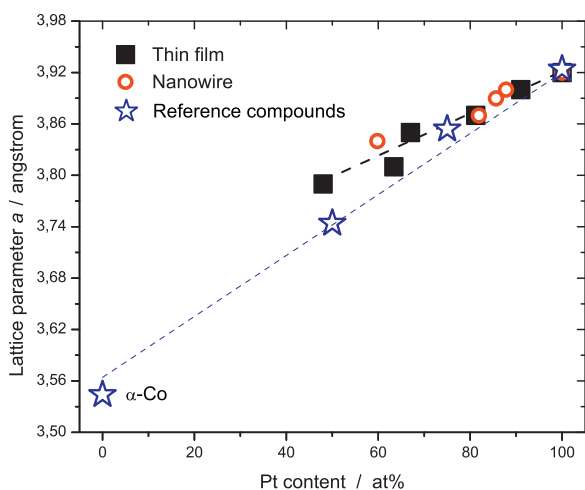 3,98
3,92
3,86
3,80
3,74
3,68
3,62
3,56
3,50
Lattice parameter a / angstrom
Thin film
Nanowire
Reference compounds
α-Co
0
20
40
60
80
100
Pt content / at%